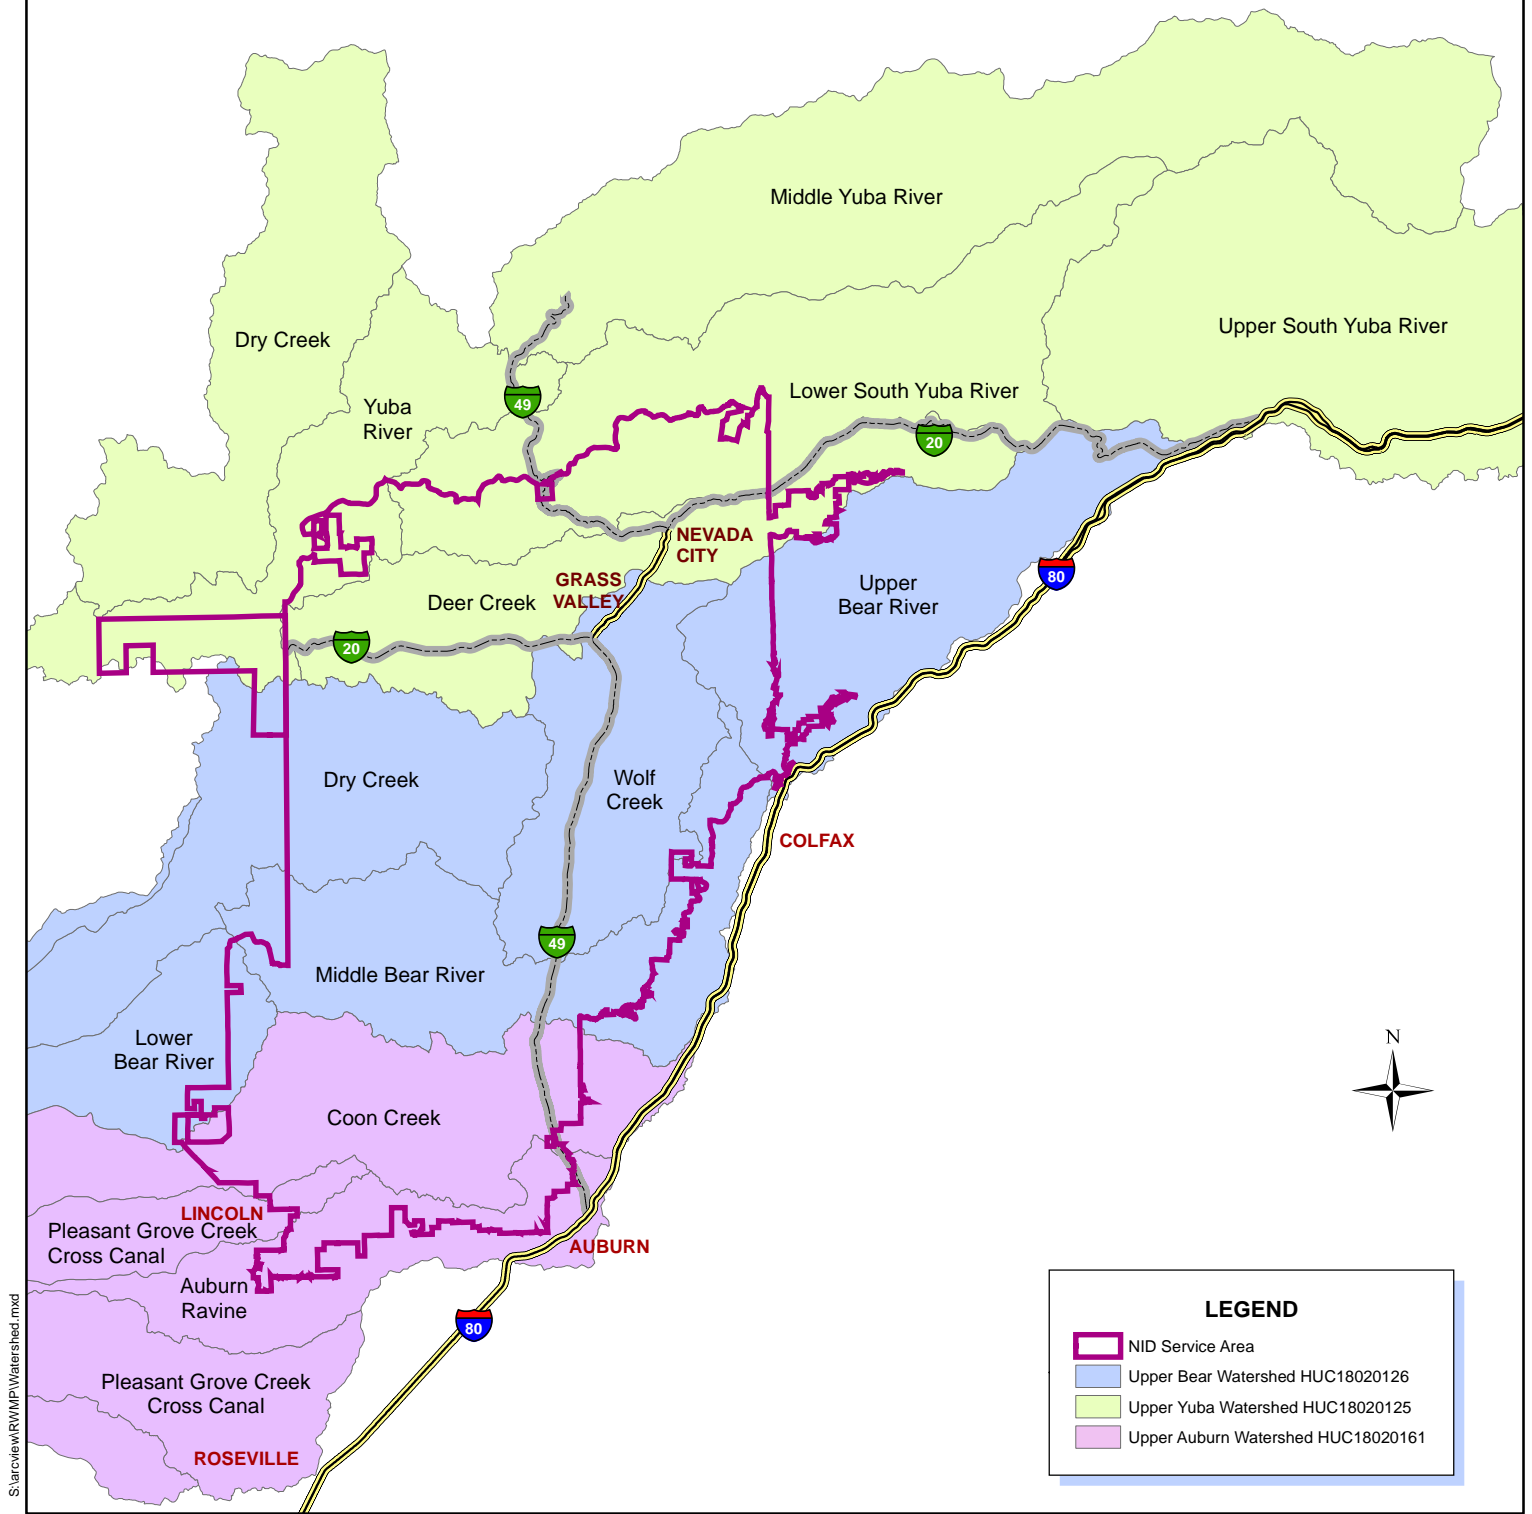 Middle Yuba River
Upper South Yuba River
Dry Creek
Lower South Yuba River
49
Yuba
River
20
NEVADA
CITY
80
GRASS
VALLEY
Upper
Bear River
Deer Creek
20
Dry Creek
Wolf
Creek
COLFAX
49
Middle Bear River
Lower
Bear River
N
Coon Creek
LINCOLN
Pleasant Grove Creek
Cross Canal
AUBURN
Auburn
Ravine
80
Pleasant Grove Creek
Cross Canal
ROSEVILLE
LEGEND
NID Service Area
Upper Bear Watershed HUC18020126
Upper Yuba Watershed HUC18020125
Upper Auburn Watershed HUC18020161
S:\arcview\RWMP\Watershed.mxd